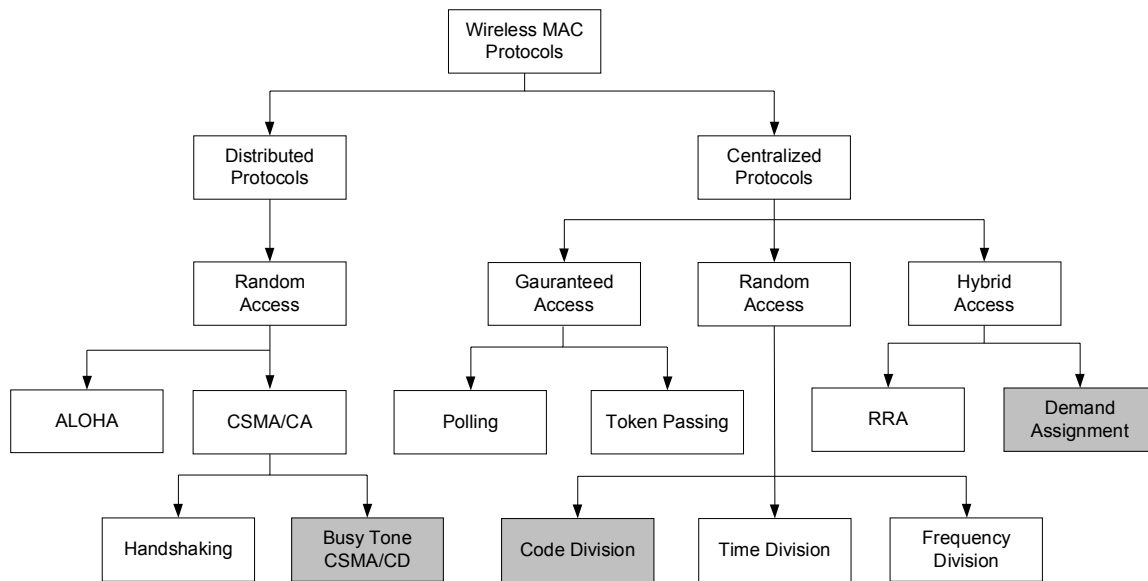 Wireless MAC
Protocols
Distributed
Protocols
Centralized
Protocols
Random
Access
Gauranteed
Access
Random
Access
Hybrid
Access
ALOHA
CSMA/CA
Polling
Token Passing
RRA
Demand
Assignment
Handshaking
Busy Tone
CSMA/CD
Code Division
Time Division
Frequency
Division